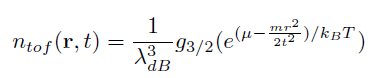 n_{tof}(\mathbf{r}, t) = \frac{1}{\lambda_{dB}^3} g_{3/2}(e^{(\mu - \frac{mr^2}{2t^2})/k_B T})